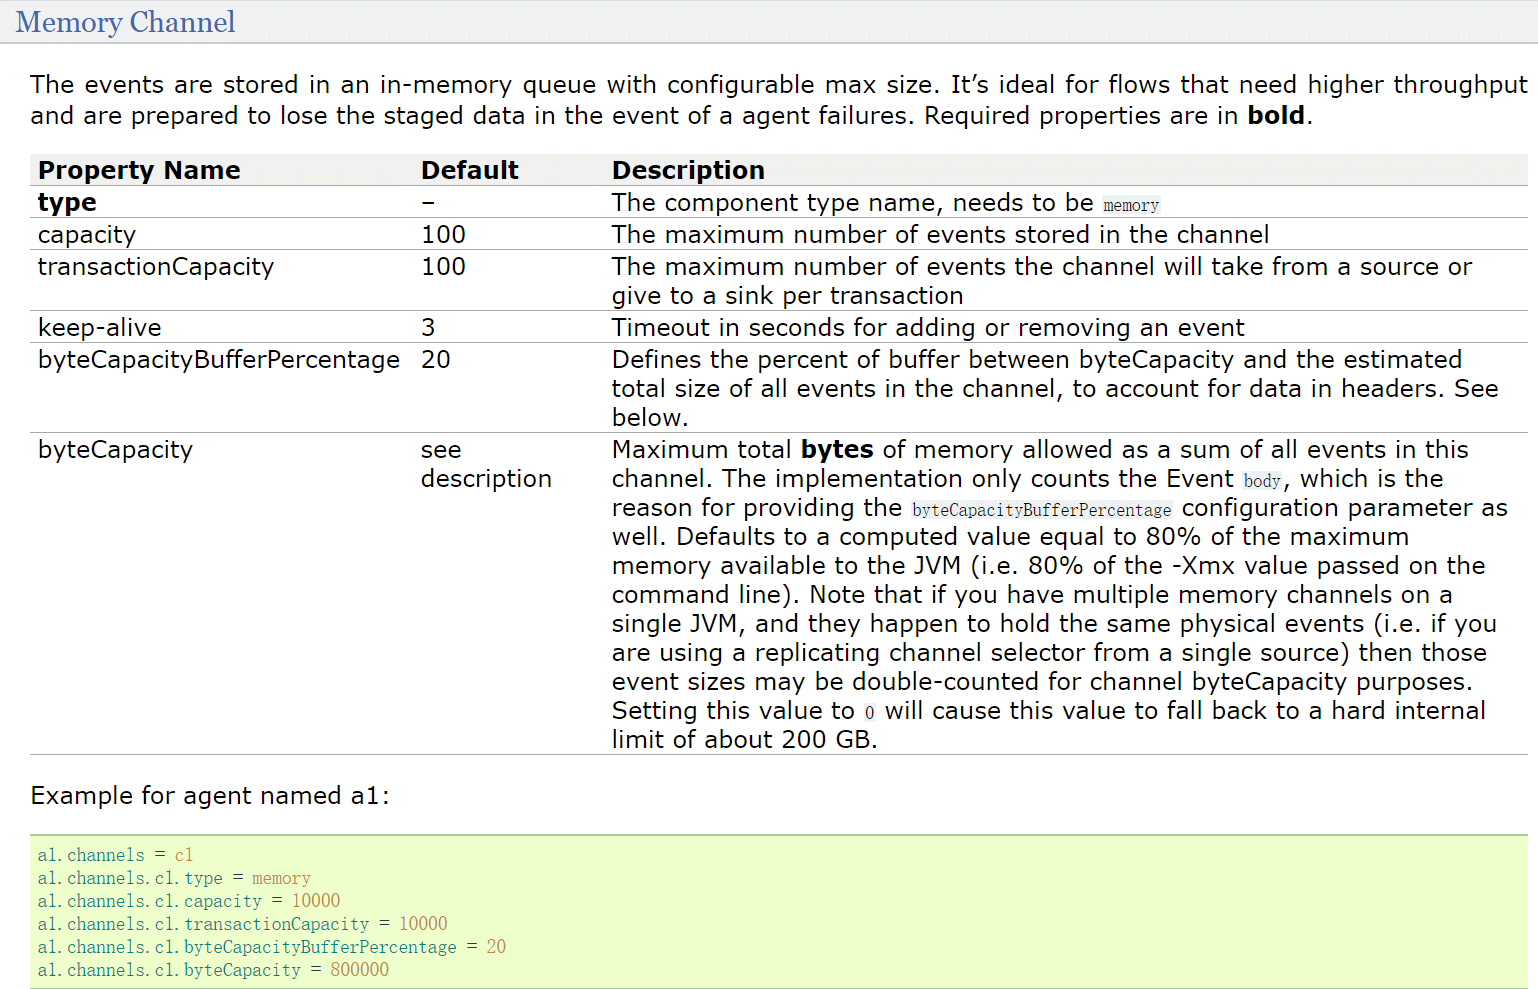 Memory Channel
The events are stored in an in-memory queue with configurable max size. It’s ideal for flows that need higher throughput
and are prepared to lose the staged data in the event of a agent failures. Required properties are in bold.
Property Name Default Description
type – The component type name, needs to be memory
capacity 100 The maximum number of events stored in the channel
transactionCapacity 100 The maximum number of events the channel will take from a source or
give to a sink per transaction
keep-alive 3 Timeout in seconds for adding or removing an event
byteCapacityBufferPercentage 20 Defines the percent of buffer between byteCapacity and the estimated
total size of all events in the channel, to account for data in headers. See
below.
byteCapacity see Maximum total bytes of memory allowed as a sum of all events in this
description channel. The implementation only counts the Event body, which is the
reason for providing the byteCapacityBufferPercentage configuration parameter as
well. Defaults to a computed value equal to 80% of the maximum
memory available to the JVM (i.e. 80% of the -Xmx value passed on the
command line). Note that if you have multiple memory channels on a
single JVM, and they happen to hold the same physical events (i.e. if you
are using a replicating channel selector from a single source) then those
event sizes may be double-counted for channel byteCapacity purposes.
Setting this value to 0 will cause this value to fall back to a hard internal
limit of about 200 GB.
Example for agent named a1:
a1.channels = c1
a1.channels.c1.type = memory
a1.channels.c1.capacity = 10000
a1.channels.c1.transactionCapacity = 10000
a1.channels.c1.byteCapacityBufferPercentage = 20
a1.channels.c1.byteCapacity = 800000